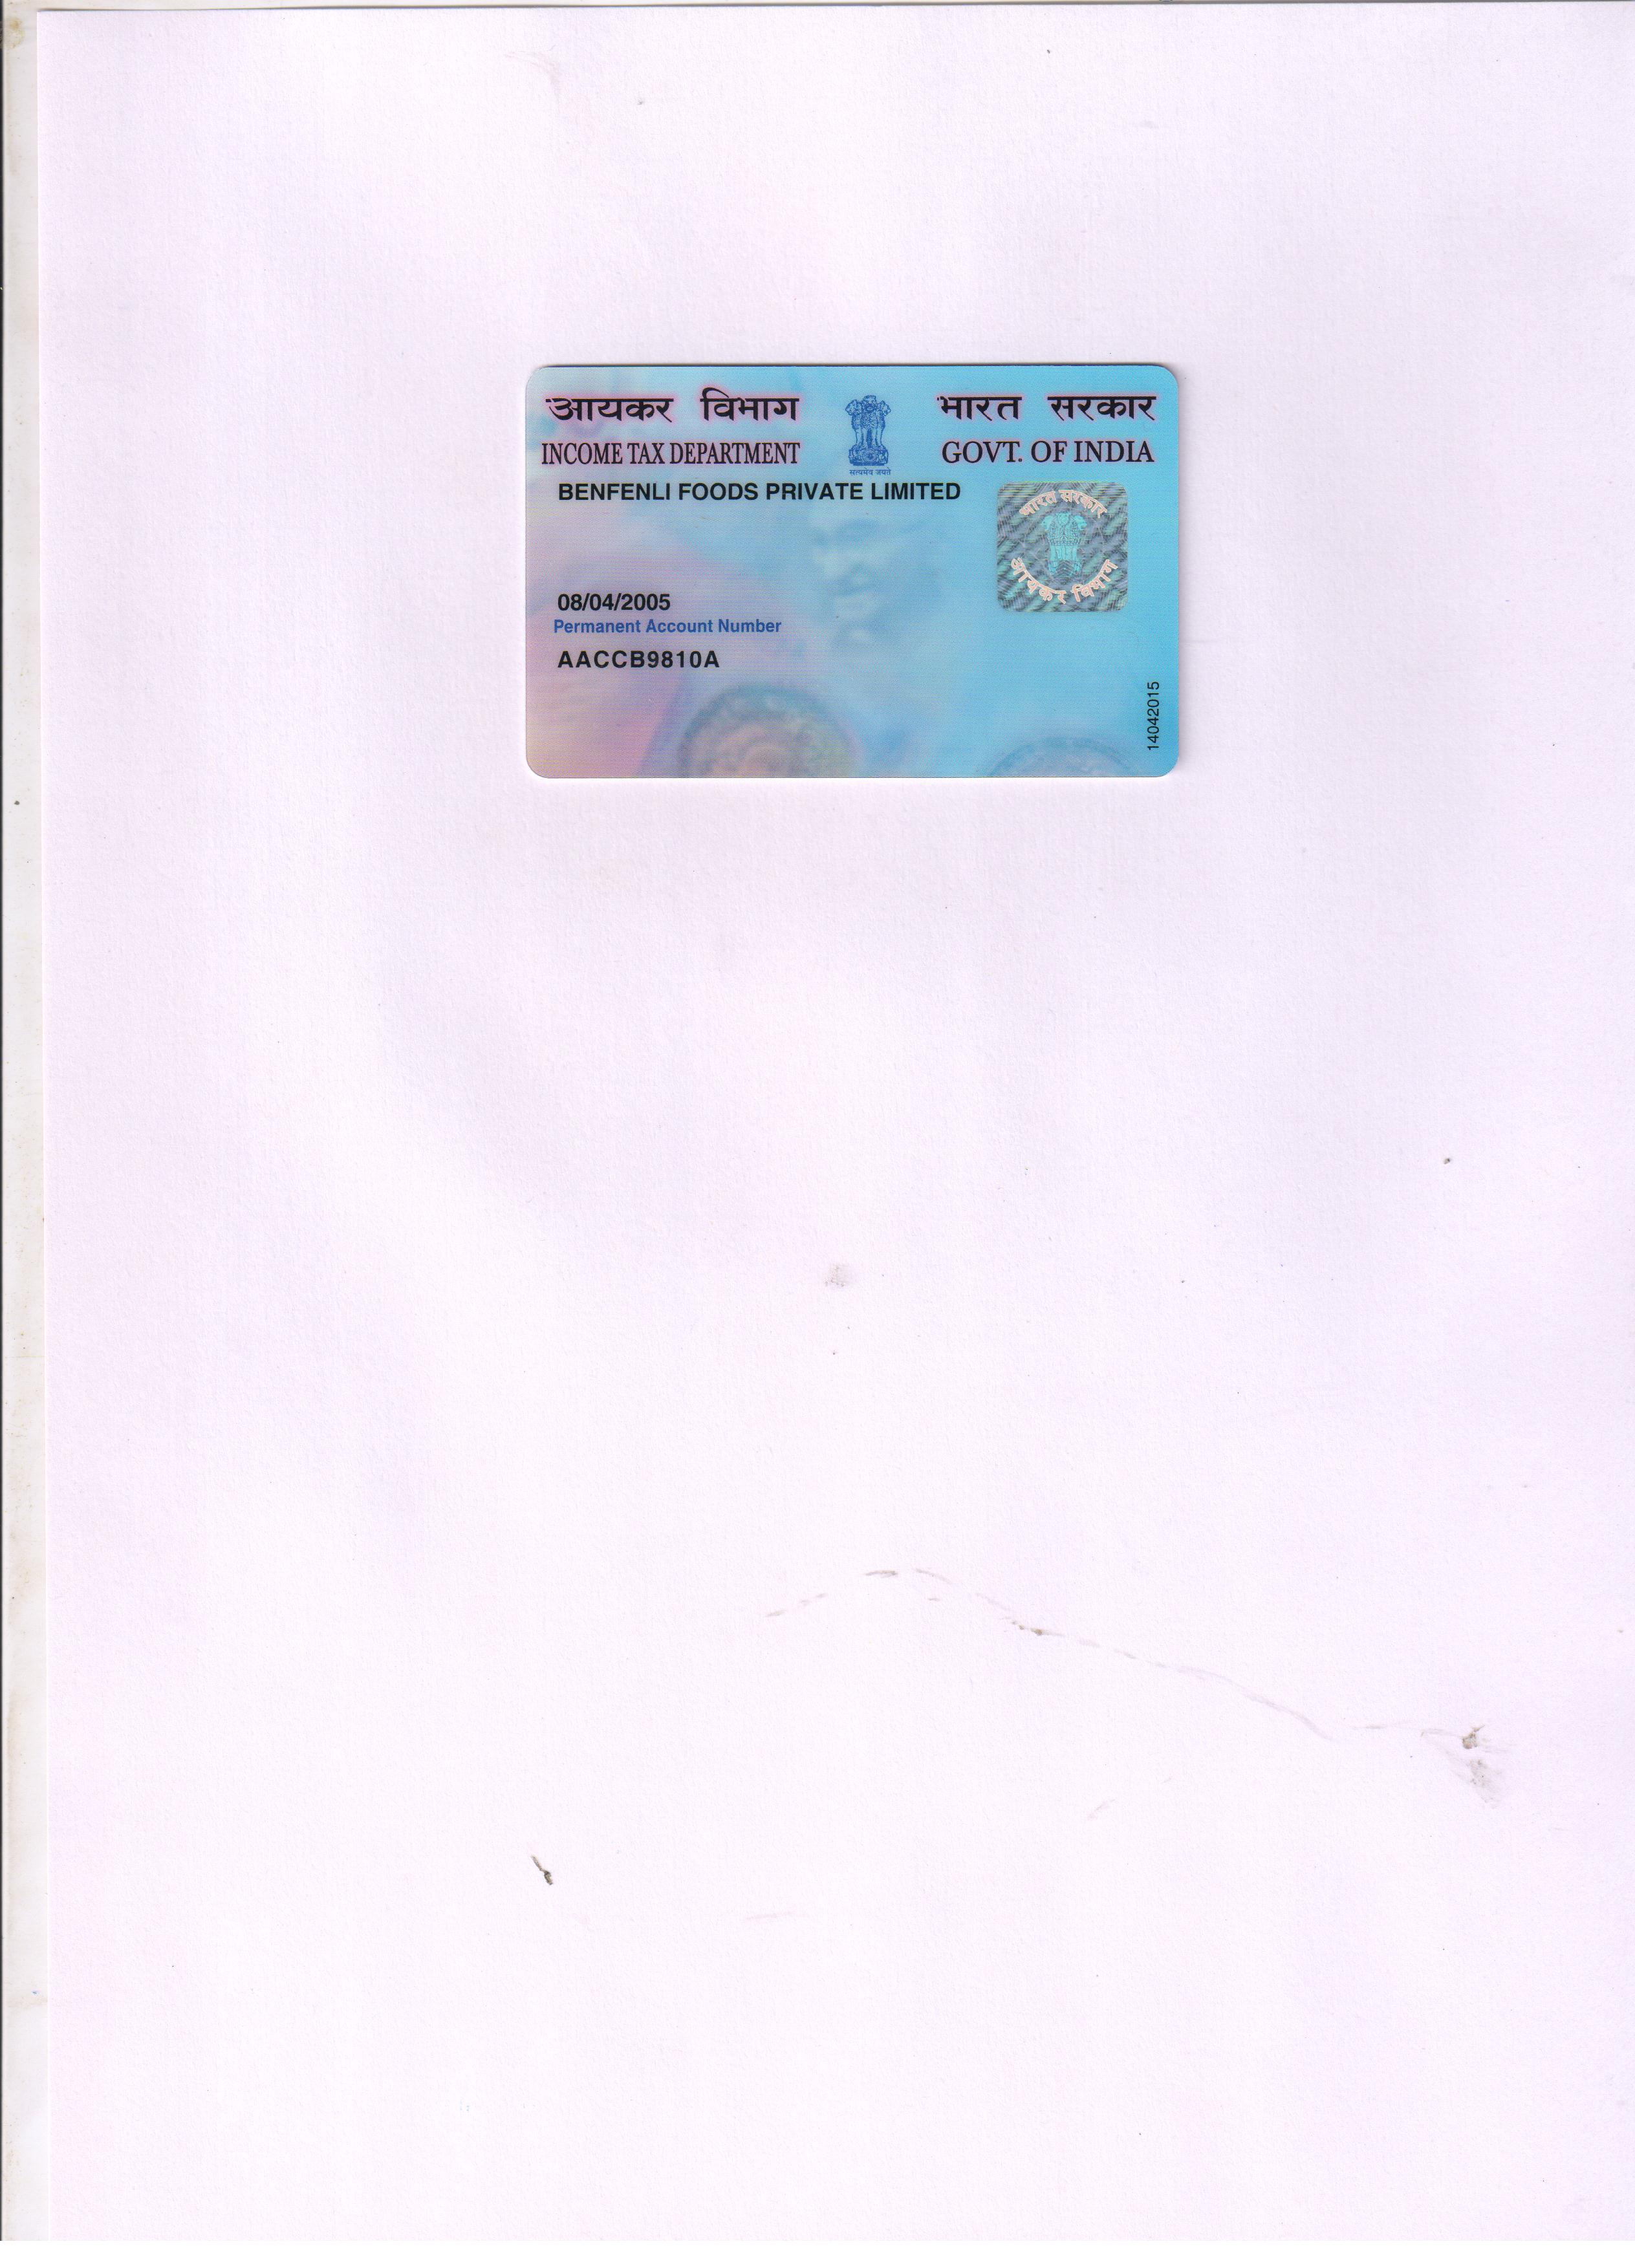 आयकर विभाग
INCOME TAX DEPARTMENT
सत्यमेव जयते
भारत सरकार
GOVT. OF INDIA
BENFENLI FOODS PRIVATE LIMITED
भारत सरकार
आयकर विभाग
08/04/2005
Permanent Account Number
AACCB9810A
14042015